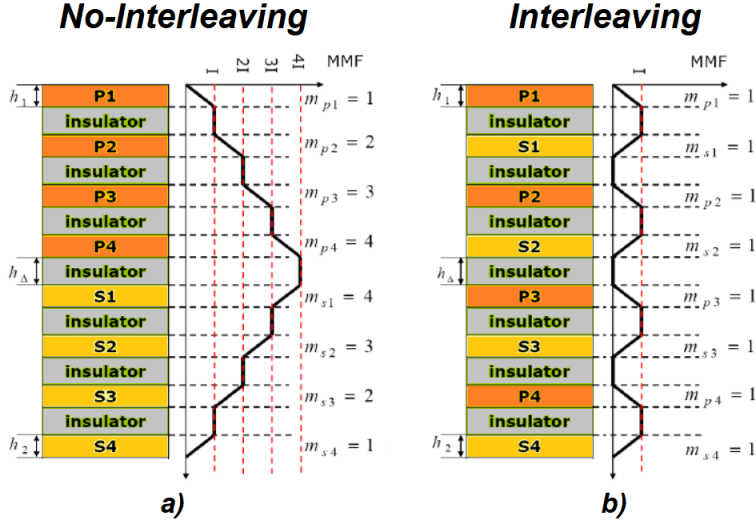 No-Interleaving
I 2I 3I 4I MMF
h1 P1 mp1 = 1
insulator
P2 mp2 = 2
insulator
P3 mp3 = 3
insulator
P4 mp4 = 4
hΔ insulator
S1 ms1 = 4
insulator
S2 ms2 = 3
insulator
S3 ms3 = 2
insulator
h2 S4 ms4 = 1
a)
Interleaving
I MMF
h1 P1 mp1 = 1
insulator
S1 ms1 = 1
insulator
P2 mp2 = 1
insulator
S2 ms2 = 1
hΔ insulator
P3 mp3 = 1
insulator
S3 ms3 = 1
insulator
P4 mp4 = 1
insulator
h2 S4 ms4 = 1
b)